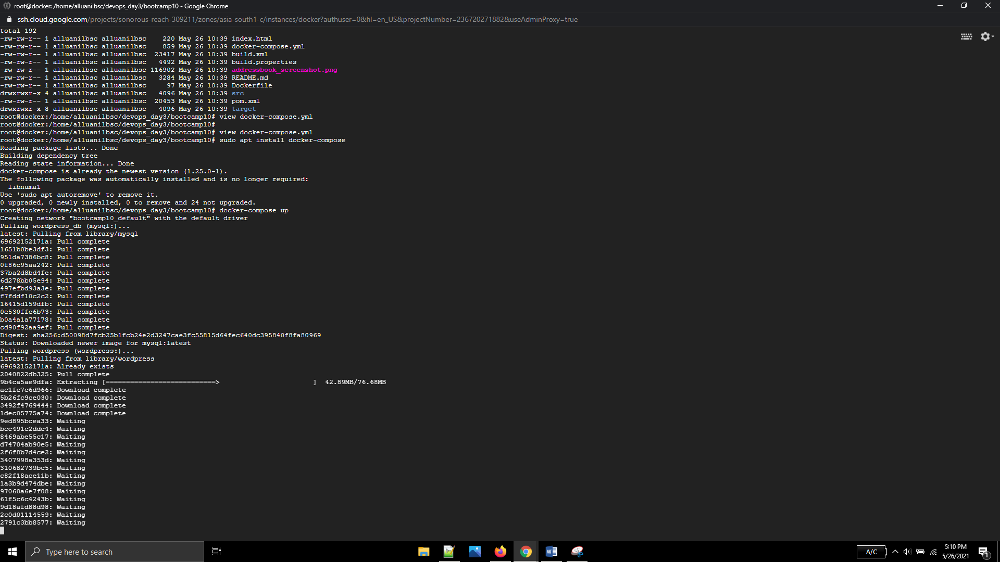 root@docker: /home/alluanilbsc/devops_day3/bootcamp10 - Google Chrome
ssh.cloud.google.com/projects/sonorous-reach-309211/zones/asia-south1-c/instances/docker?authuser=0&hl=en_US&projectNumber=236720271882&useAdminProxy=true
total 192
-rw-rw-r-- 1 alluanilbsc alluanilbsc    220 May 26 10:39 index.html
-rw-rw-r-- 1 alluanilbsc alluanilbsc    859 May 26 10:39 docker-compose.yml
-rw-rw-r-- 1 alluanilbsc alluanilbsc  23417 May 26 10:39 build.xml
-rw-rw-r-- 1 alluanilbsc alluanilbsc   4492 May 26 10:39 build.properties
-rw-rw-r-- 1 alluanilbsc alluanilbsc 116902 May 26 10:39 addressbook_screenshot.png
-rw-rw-r-- 1 alluanilbsc alluanilbsc   3284 May 26 10:39 README.md
-rw-rw-r-- 1 alluanilbsc alluanilbsc     97 May 26 10:39 Dockerfile
drwxrwxr-x 4 alluanilbsc alluanilbsc   4096 May 26 10:39 src
-rw-rw-r-- 1 alluanilbsc alluanilbsc  20453 May 26 10:39 pom.xml
drwxrwxr-x 8 alluanilbsc alluanilbsc   4096 May 26 10:39 target
root@docker:/home/alluanilbsc/devops_day3/bootcamp10# view docker-compose.yml
root@docker:/home/alluanilbsc/devops_day3/bootcamp10#
root@docker:/home/alluanilbsc/devops_day3/bootcamp10# view docker-compose.yml
root@docker:/home/alluanilbsc/devops_day3/bootcamp10# sudo apt install docker-compose
Reading package lists... Done
Building dependency tree
Reading state information... Done
docker-compose is already the newest version (1.25.0-1).
The following package was automatically installed and is no longer required:
  libnuma1
Use 'sudo apt autoremove' to remove it.
0 upgraded, 0 newly installed, 0 to remove and 24 not upgraded.
root@docker:/home/alluanilbsc/devops_day3/bootcamp10# docker-compose up
Creating network "bootcamp10_default" with the default driver
Pulling wordpress_db (mysql:)...
latest: Pulling from library/mysql
69692152171a: Pull complete
1651b0be3df3: Pull complete
951da7386bc8: Pull complete
0f86c95aa242: Pull complete
37ba2d8bd4fe: Pull complete
6d278bb05e94: Pull complete
497efbd93a3e: Pull complete
f7fddf10c2c2: Pull complete
16415d159dfb: Pull complete
0e530ffc6b73: Pull complete
b0a4a1a77178: Pull complete
cd90f92aa9ef: Pull complete
Digest: sha256:d50098d7fcb25b1fcb24e2d3247cae3fc55815d64fec640dc395840f8fa80969
Status: Downloaded newer image for mysql:latest
Pulling wordpress (wordpress:)...
latest: Pulling from library/wordpress
69692152171a: Already exists
2040822db325: Pull complete
9b4ca5ae9dfa: Extracting [===========================>                       ]  42.89MB/76.68MB
ac1fe7c6d966: Download complete
5b26fc9ce030: Download complete
3492f4769444: Download complete
1dec05775a74: Download complete
9ed895bcea33: Waiting
bcc491c2ddc4: Waiting
8469abe55c17: Waiting
d74704ab90e5: Waiting
2f6f8b7d4ce2: Waiting
3407998a353d: Waiting
310682739bc5: Waiting
c82f18ace11b: Waiting
1a3b9d474dbe: Waiting
97060a6e7f08: Waiting
61f5c6c4243b: Waiting
9d18afd88d98: Waiting
2c0d01114559: Waiting
2791c3bb8577: Waiting
Type here to search
A/C
5:10 PM
5/26/2021
1